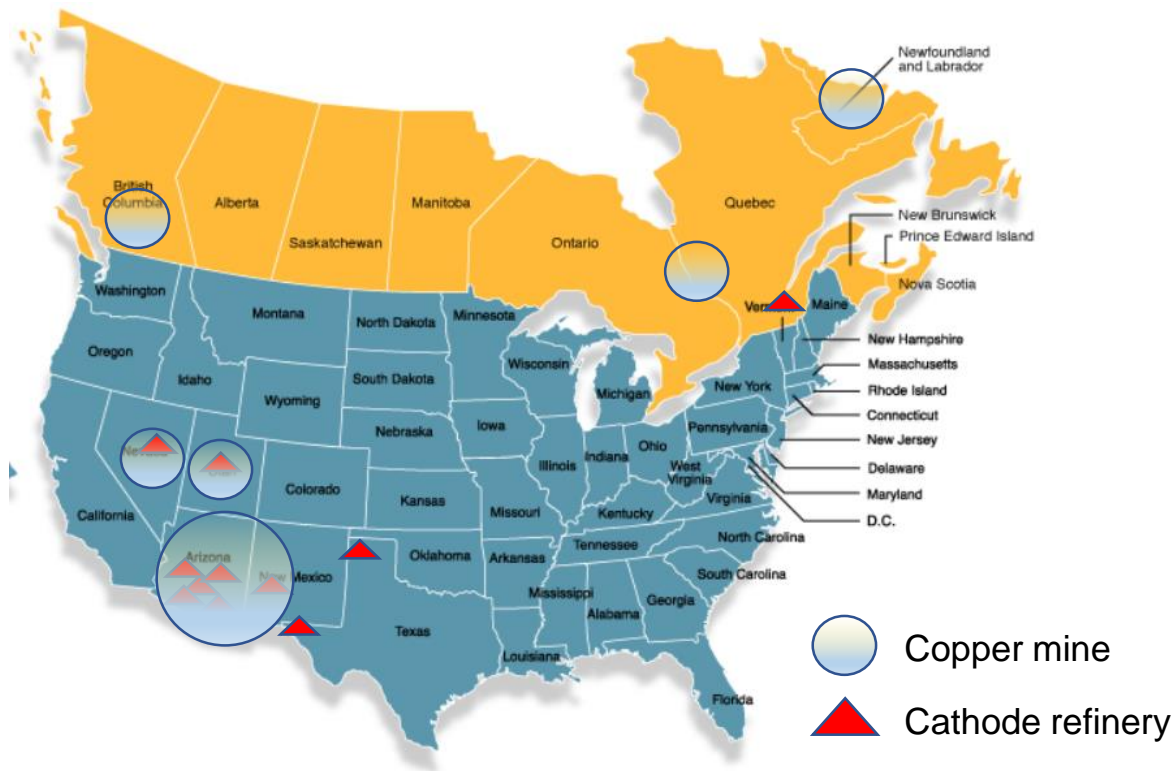 Newfoundland
and Labrador
British
Columbia
Alberta
Saskatchewan
Manitoba
Ontario
Quebec
New Brunswick
Prince Edward Island
Nova Scotia
Washington
Montana
North Dakota
Minnesota
Maine
Oregon
Idaho
Wyoming
South Dakota
Wisconsin
Michigan
New York
New Hampshire
Massachusetts
Rhode Island
Connecticut
New Jersey
Delaware
Maryland
D.C.
Nebraska
Iowa
Illinois
Indiana
Ohio
Pennsylvania
West
Virginia
Virginia
California
Colorado
Kansas
Missouri
Kentucky
North Carolina
Tennessee
South Carolina
Arizona
New Mexico
Oklahoma
Arkansas
Mississippi
Alabama
Georgia
Texas
Louisiana
Florida
Copper mine
Cathode refinery